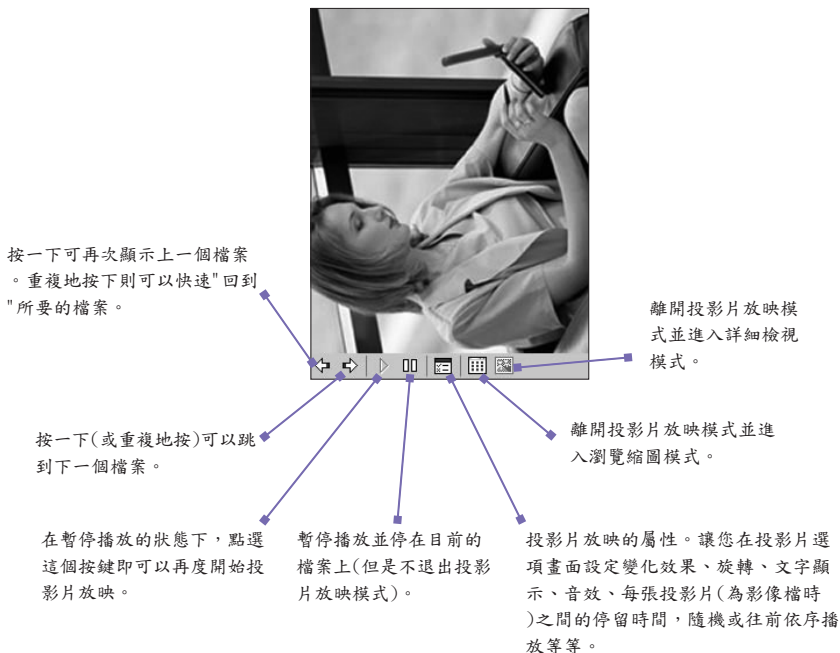 按一下可再次顯示上一個檔案
。重複地按下則可以快速"回到
"所要的檔案。
離開投影片放映模
式並進入詳細檢視
模式。
按一下(或重複地按)可以跳
到下一個檔案。
離開投影片放映模式並進
入瀏覽縮圖模式。
在暫停播放的狀態下，點選
這個按鍵即可以再度開始投
影片放映。
暫停播放並停在目前的
檔案上(但是不退出投影
片放映模式)。
投影片放映的屬性。讓您在投影片選
項畫面設定變化效果、旋轉、文字顯
示、音效、每張投影片(為影像檔時
)之間的停留時間，隨機或往前依序播
放等等。